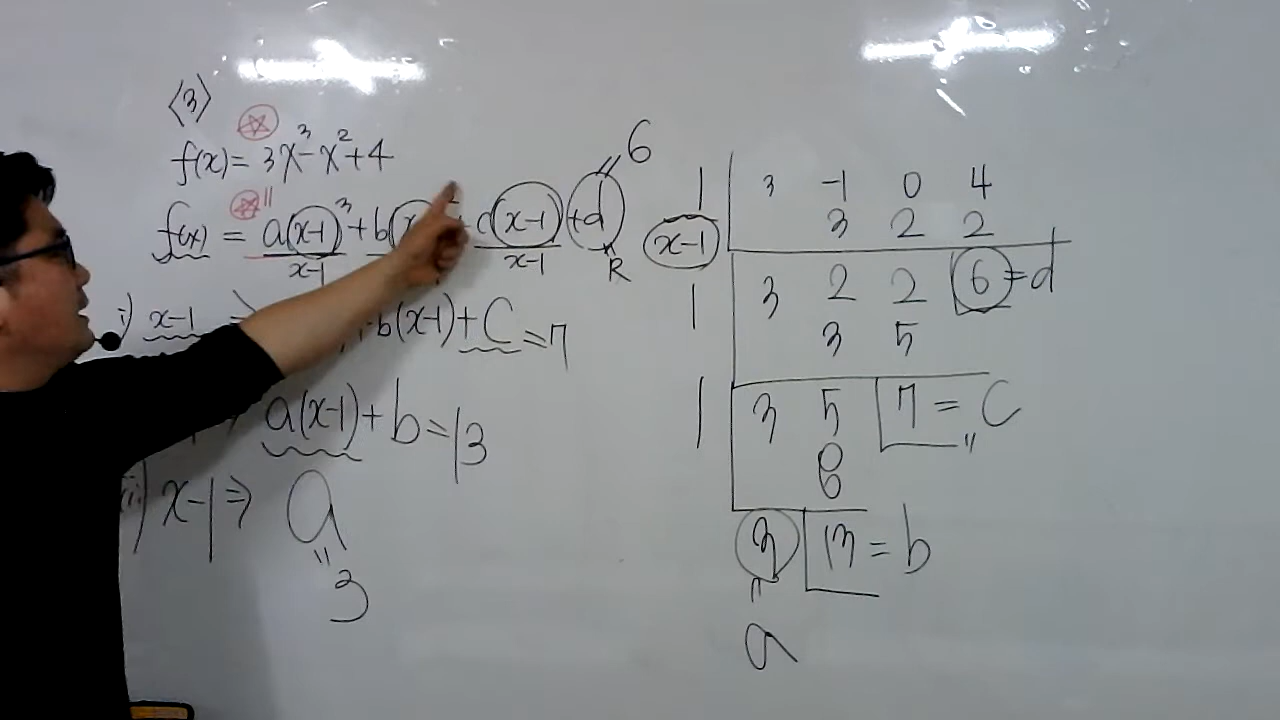 <3>
f(x) = 3x³ - x² + 4
f(x) = a(x-1)³ + b(x c(x-1) + d = 6
x-1 x-1 R
i) x-1 ⇒ b(x-1) + C = 7
⇒ a(x-1) + b = 13
x-1 ⇒ a = 3
1 3 -1 0 4
x-1 3 2 2
1 3 2 2 6 = d
3 5
1 3 5 7 = C
8
3 13 = b
a